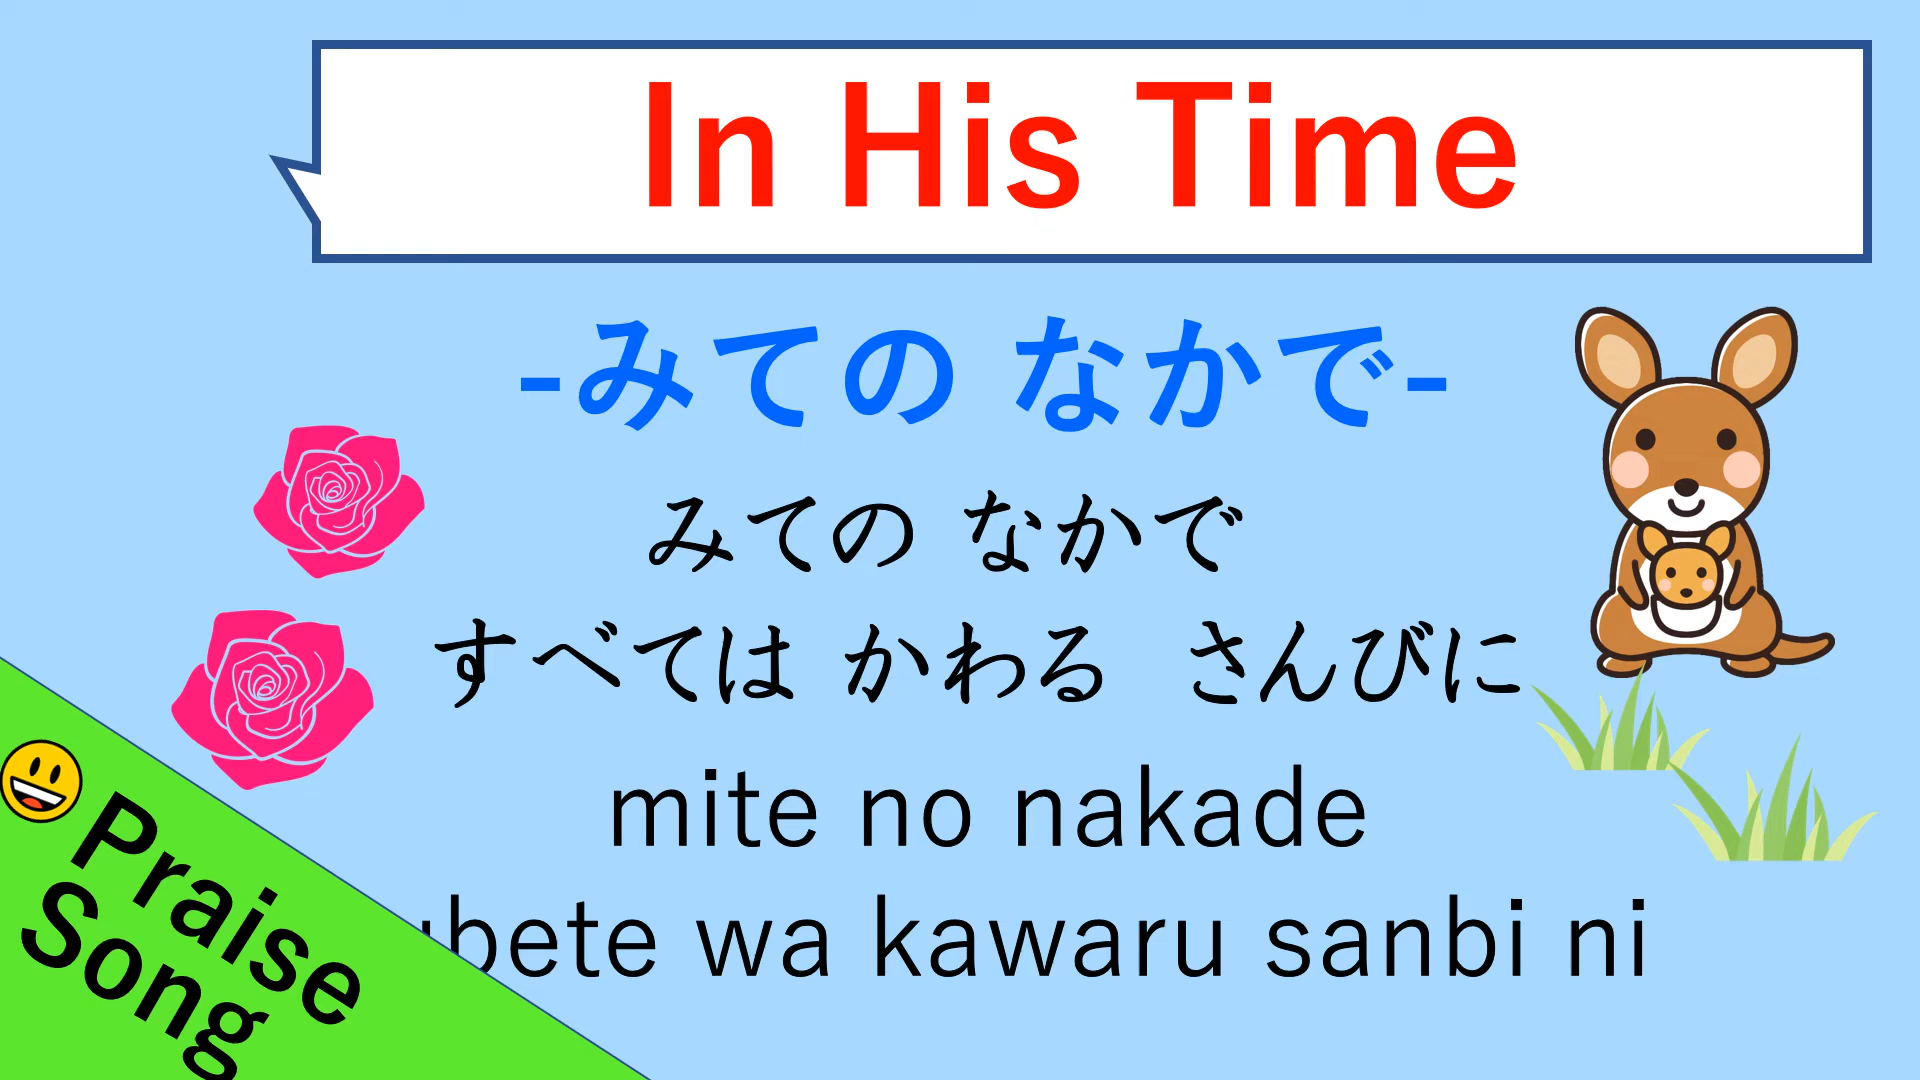 In His Time
-みての なかで-
みての なかで
すべては かわる さんびに
mite no nakade
wa kawaru sanbi ni
Praise
Song